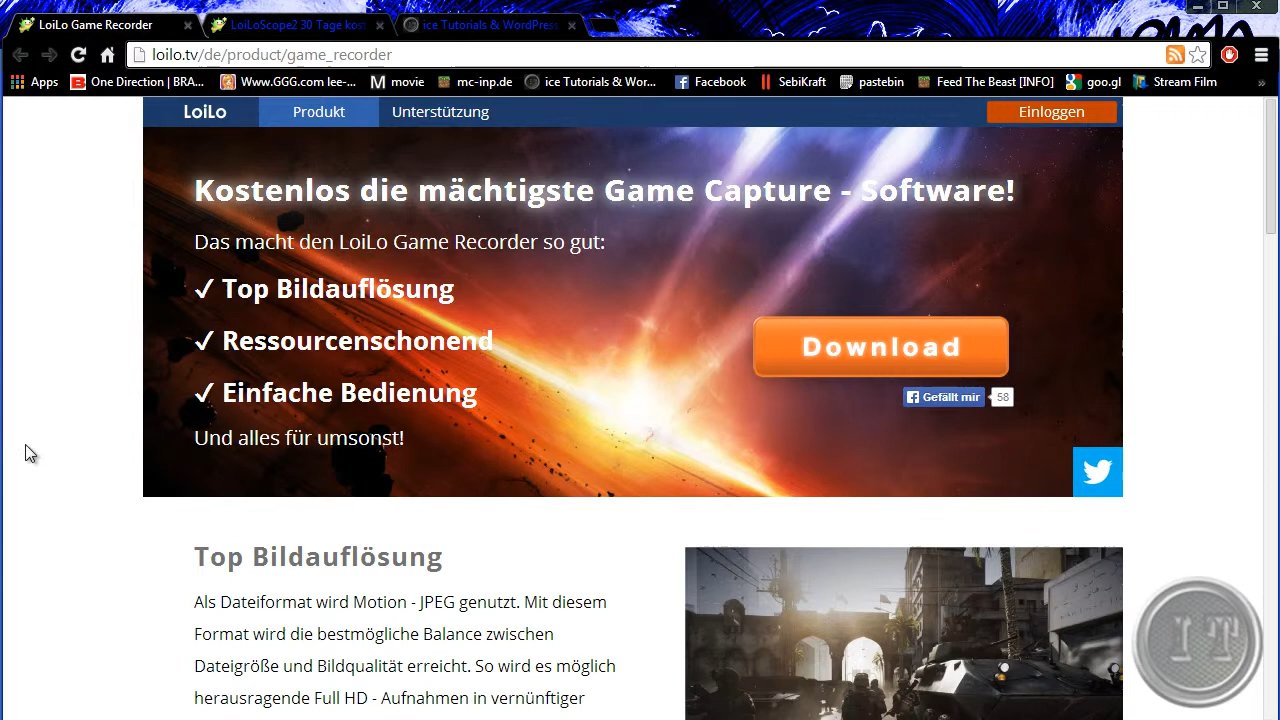 LoiLo Game Recorder
LoiLoScope2 30 Tage kos
ice Tutorials & WordPress
loilo.tv/de/product/game_recorder
Apps
One Direction | BRA...
Www.GGG.com lee-...
movie
mc-inp.de
ice Tutorials & Wor...
Facebook
SebiKraft
pastebin
Feed The Beast [INFO]
goo.gl
Stream Film
»
LoiLo
Produkt
Unterstützung
Einloggen
Kostenlos die mächtigste Game Capture - Software!
Das macht den LoiLo Game Recorder so gut:
✓ Top Bildauflösung
✓ Ressourcenschonend
✓ Einfache Bedienung
Und alles für umsonst!
Download
Gefällt mir
58
Top Bildauflösung
Als Dateiformat wird Motion - JPEG genutzt. Mit diesem
Format wird die bestmögliche Balance zwischen
Dateigröße und Bildqualität erreicht. So wird es möglich
herausragende Full HD - Aufnahmen in vernünftiger
IT